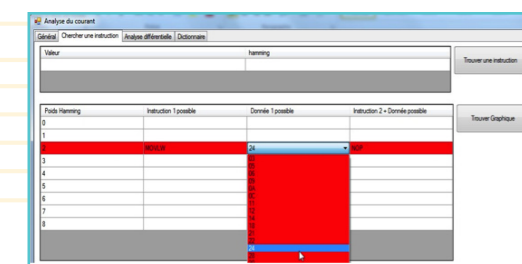 Analyse du courant
Général Chercher une instruction Analyse différentielle Dictionnaire
Valeur hamming
Trouver une instruction
Poids Hamming Instruction 1 possible Donnée 1 possible Instruction 2 + Donnée possible
Trouver Graphique
0
1
2 24 NOP
3
4
5
6
7
8
24